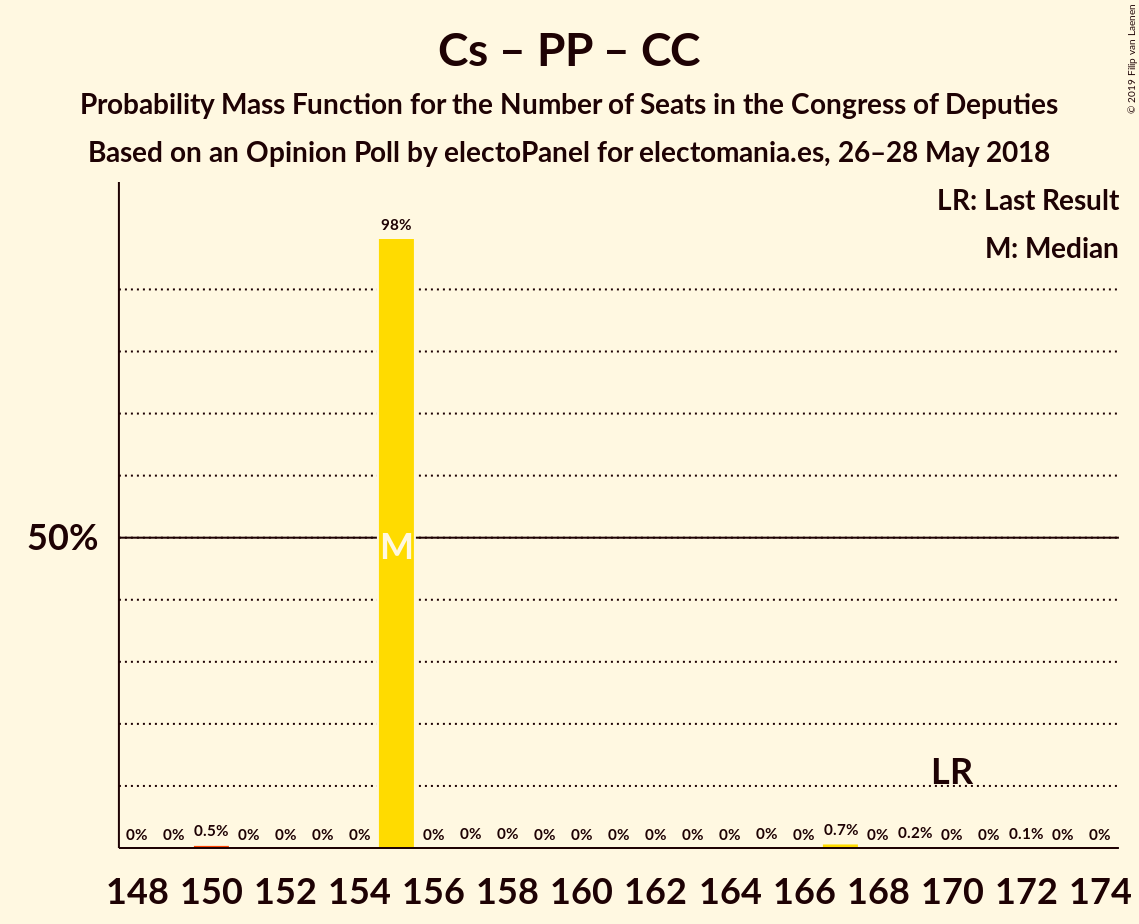 Cs – PP – CC
Probability Mass Function for the Number of Seats in the Congress of Deputies
Based on an Opinion Poll by electoPanel for electomania.es, 26–28 May 2018
© 2019 Filip van Laenen
LR: Last Result
M: Median
98%
50%
M
LR
0% 0% 0.5% 0% 0% 0% 0% 0% 0% 0% 0% 0% 0% 0% 0% 0% 0% 0% 0.7% 0% 0.2% 0% 0% 0.1% 0% 0%
148 150 152 154 156 158 160 162 164 166 168 170 172 174